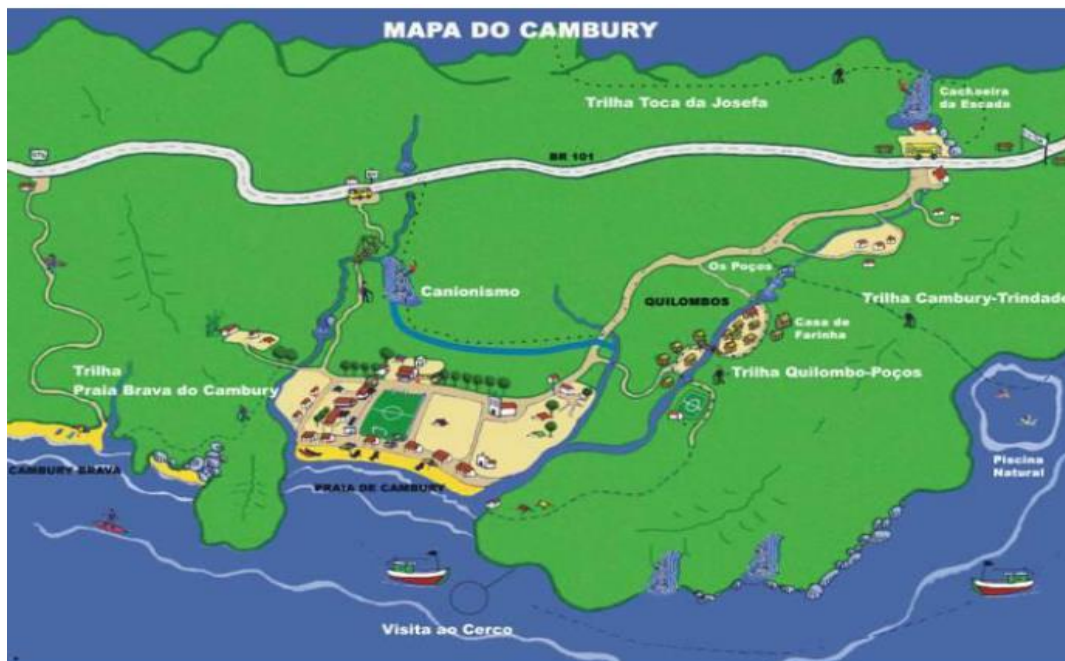 MAPA DO CAMBURY
Trilha Toca da Josefa
Cachoeira
da Escada
BR 101
Os Poços
Canionismo
QUILOMBOS
Trilha Cambury-Trindade
Casa de
Farinha
Trilha
Praia Brava do Cambury
Trilha Quilombo-Poços
CAMBURY BRAVA
PRAIA DE CAMBURY
Piscina
Natural
Visita ao Cerco